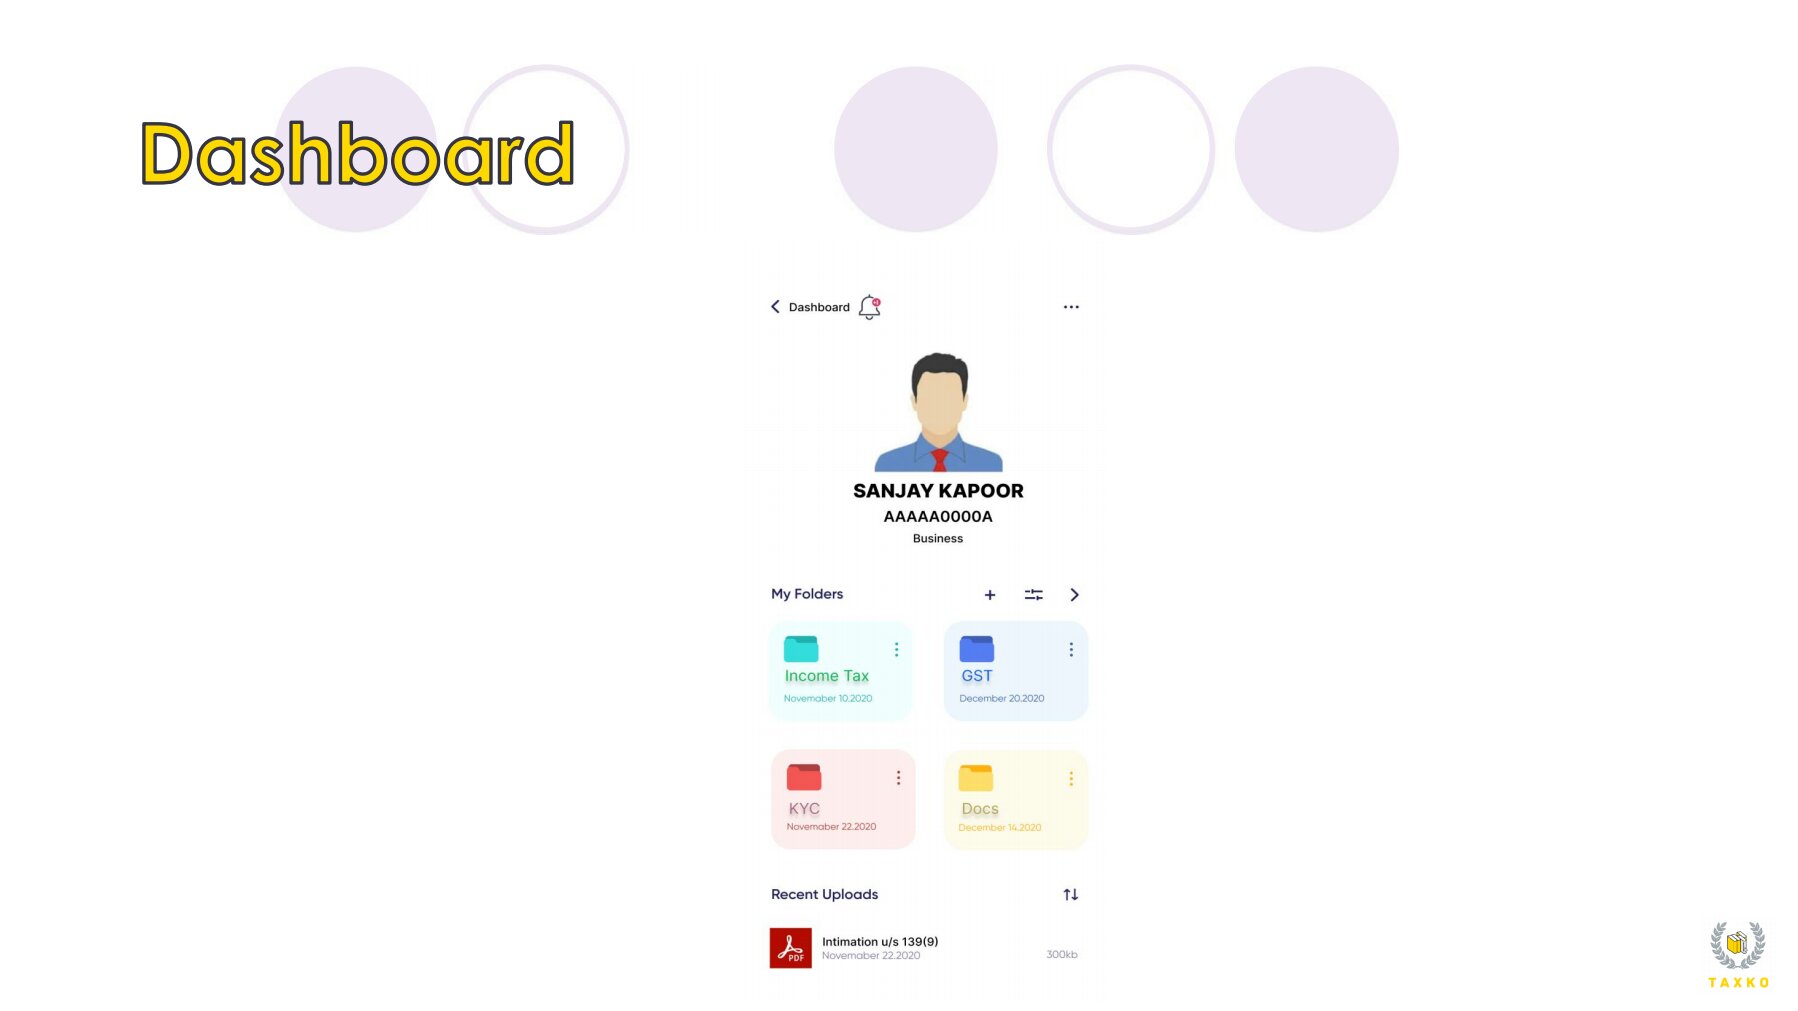 Dashboard
Dashboard
SANJAY KAPOOR
AAAAA0000A
Business
My Folders
Income Tax
Novemaber 10.2020
GST
December 20.2020
KYC
Novemaber 22.2020
Docs
December 14.2020
Recent Uploads
PDF
Intimation u/s 139(9)
Novemaber 22.2020
300kb
TAXKO